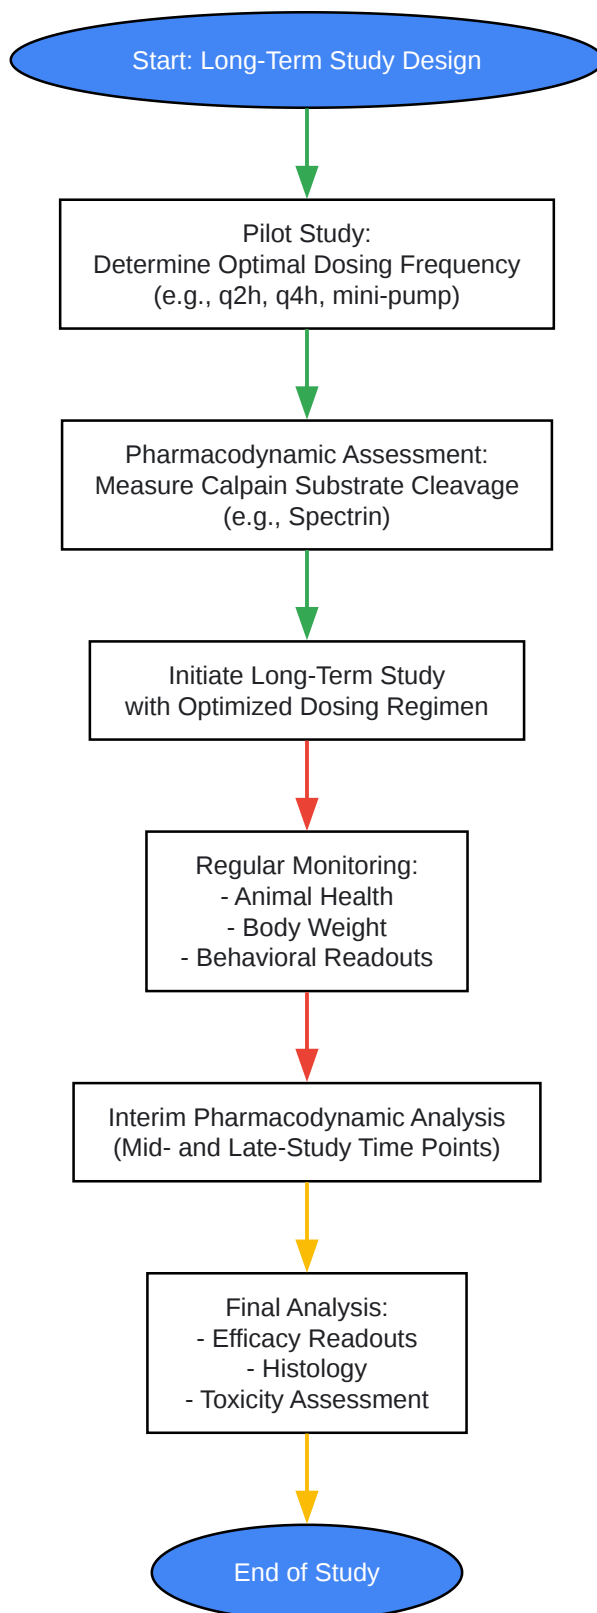 Start: Long-Term Study Design
Pilot Study:
Determine Optimal Dosing Frequency
(e.g., q2h, q4h, mini-pump)
Pharmacodynamic Assessment:
Measure Calpain Substrate Cleavage
(e.g., Spectrin)
Initiate Long-Term Study
with Optimized Dosing Regimen
Regular Monitoring:
- Animal Health
- Body Weight
- Behavioral Readouts
Interim Pharmacodynamic Analysis
(Mid- and Late-Study Time Points)
Final Analysis:
- Efficacy Readouts
- Histology
- Toxicity Assessment
End of Study